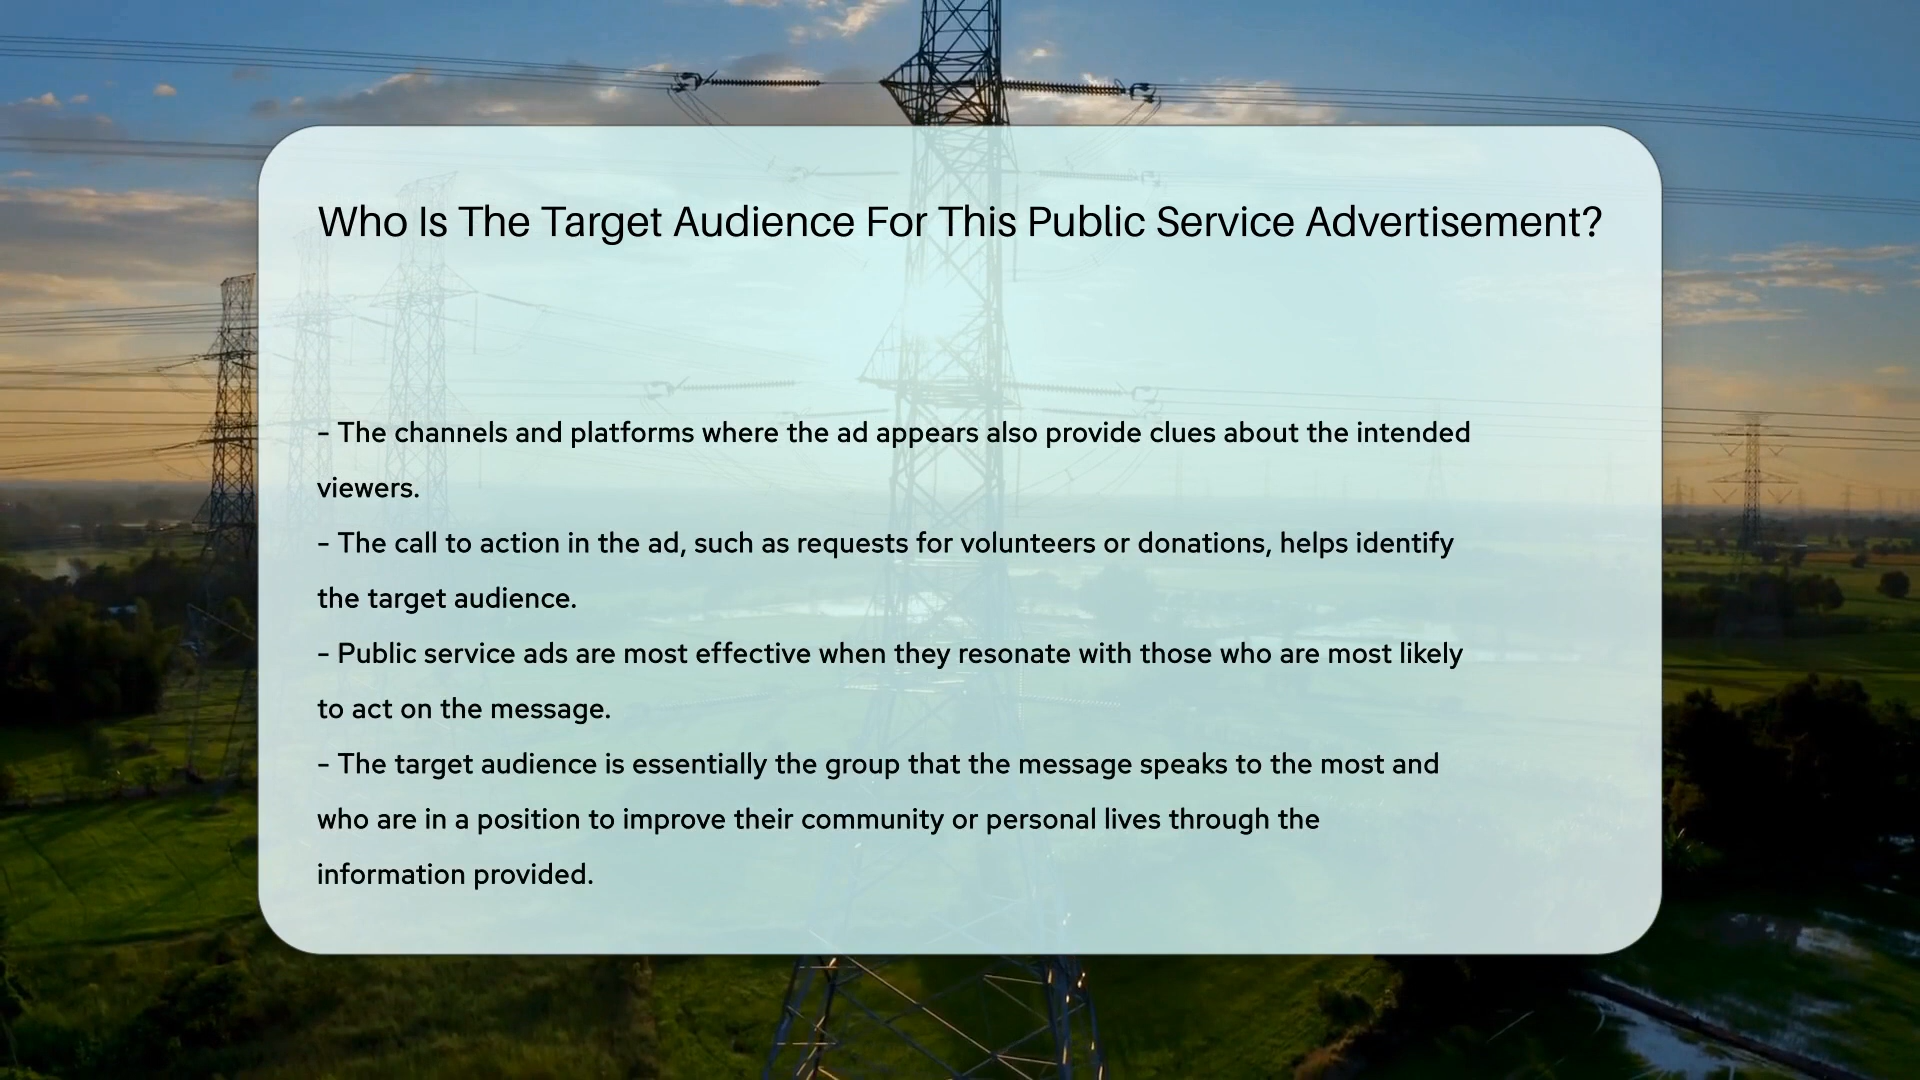 Who Is The Target Audience For This Public Service Advertisement?
- The channels and platforms where the ad appears also provide clues about the intended
viewers.
- The call to action in the ad, such as requests for volunteers or donations, helps identify
the target audience.
- Public service ads are most effective when they resonate with those who are most likely
to act on the message.
- The target audience is essentially the group that the message speaks to the most and
who are in a position to improve their community or personal lives through the
information provided.